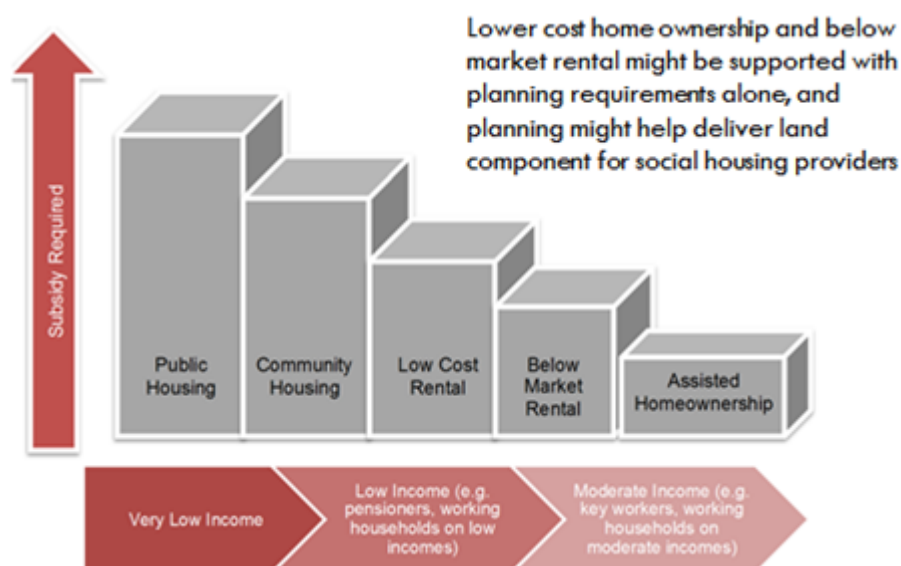 Lower cost home ownership and below
market rental might be supported with
planning requirements alone, and
planning might help deliver land
component for social housing providers
Subsidy Required
Public
Housing
Community
Housing
Low Cost
Rental
Below
Market
Rental
Assisted
Homeownership
Very Low Income
Low Income (e.g.
pensioners, working
households on low
incomes)
Moderate Income (e.g.
key workers, working
households on
moderate incomes)